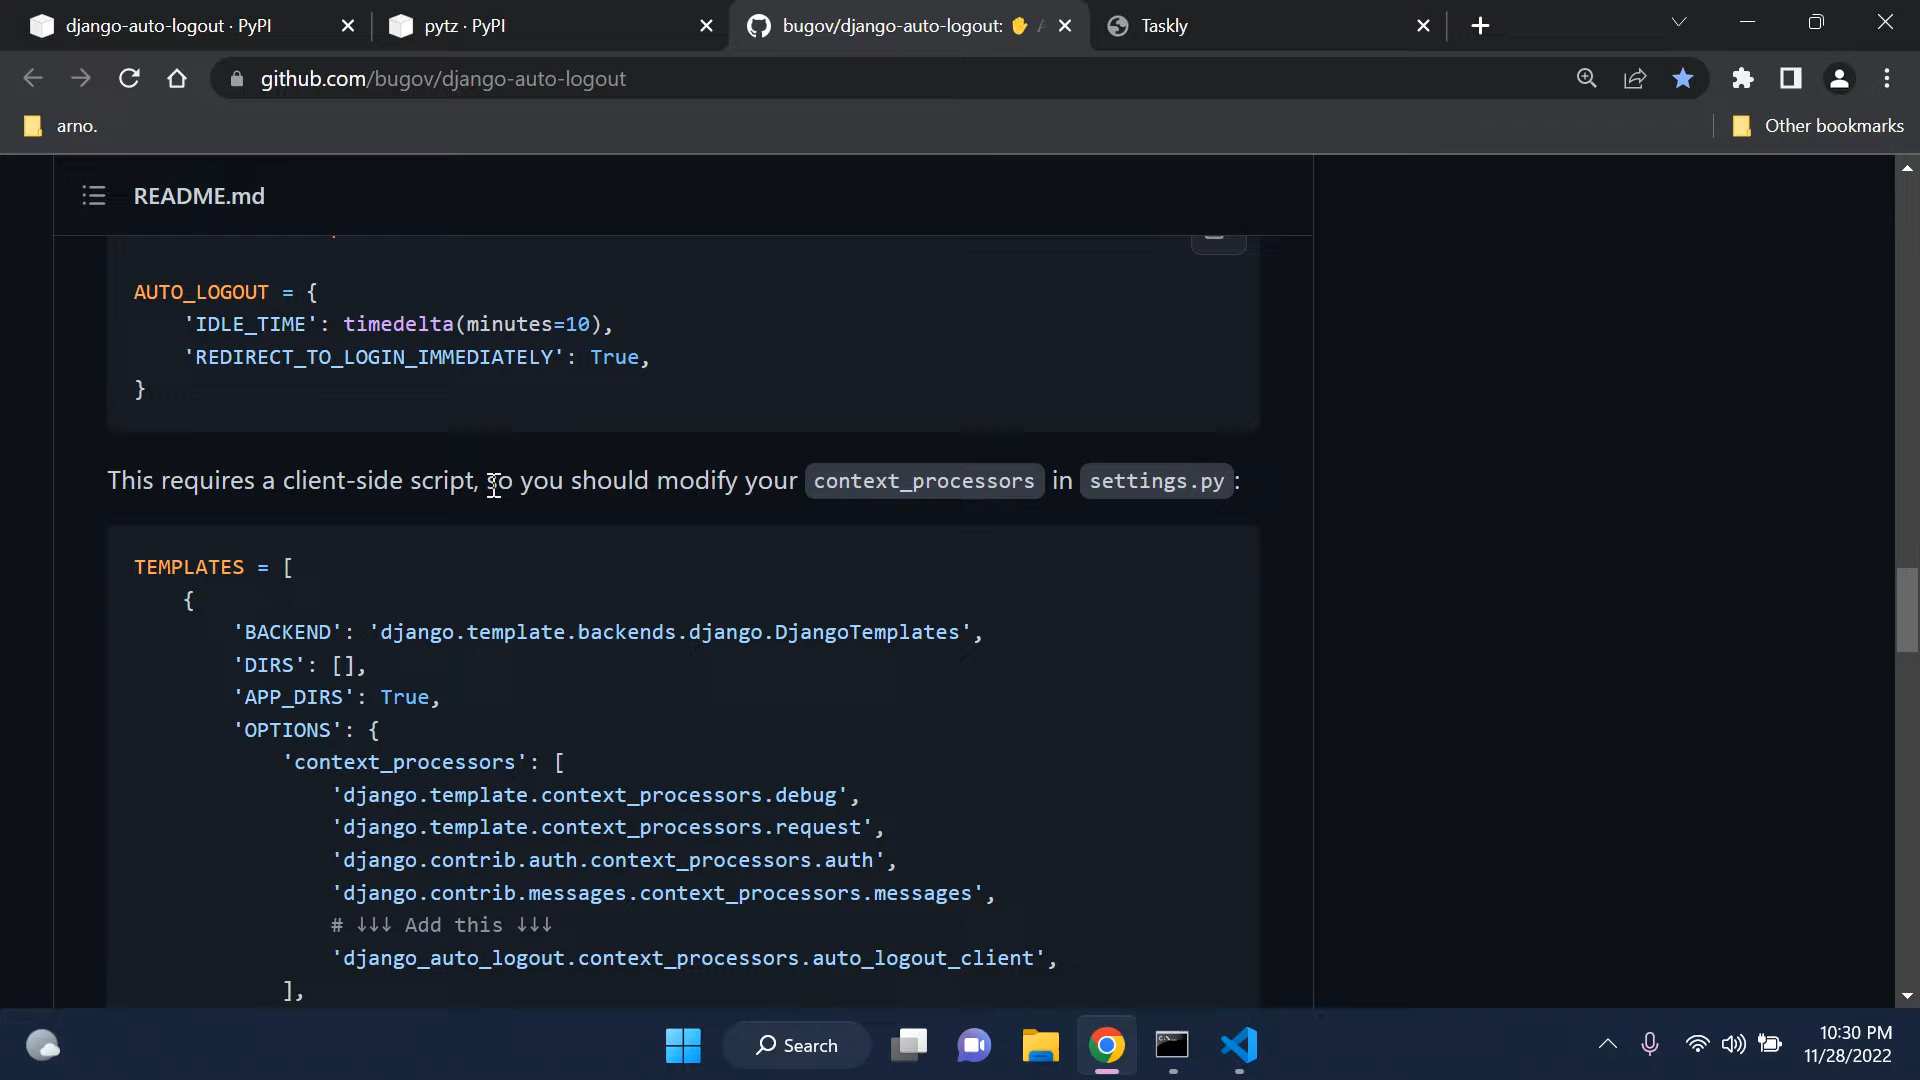 django-auto-logout · PyPI
pytz · PyPI
bugov/django-auto-logout: ✋
Taskly
github.com/bugov/django-auto-logout
arno.
Other bookmarks
README.md
AUTO_LOGOUT = {
'IDLE_TIME': timedelta(minutes=10),
'REDIRECT_TO_LOGIN_IMMEDIATELY': True,
}
This requires a client-side script, so you should modify your context_processors in settings.py:
TEMPLATES = [
{
'BACKEND': 'django.template.backends.django.DjangoTemplates',
'DIRS': [],
'APP_DIRS': True,
'OPTIONS': {
'context_processors': [
'django.template.context_processors.debug',
'django.template.context_processors.request',
'django.contrib.auth.context_processors.auth',
'django.contrib.messages.context_processors.messages',
# ↓↓↓ Add this ↓↓↓
'django_auto_logout.context_processors.auto_logout_client',
],
Search
10:30 PM
11/28/2022